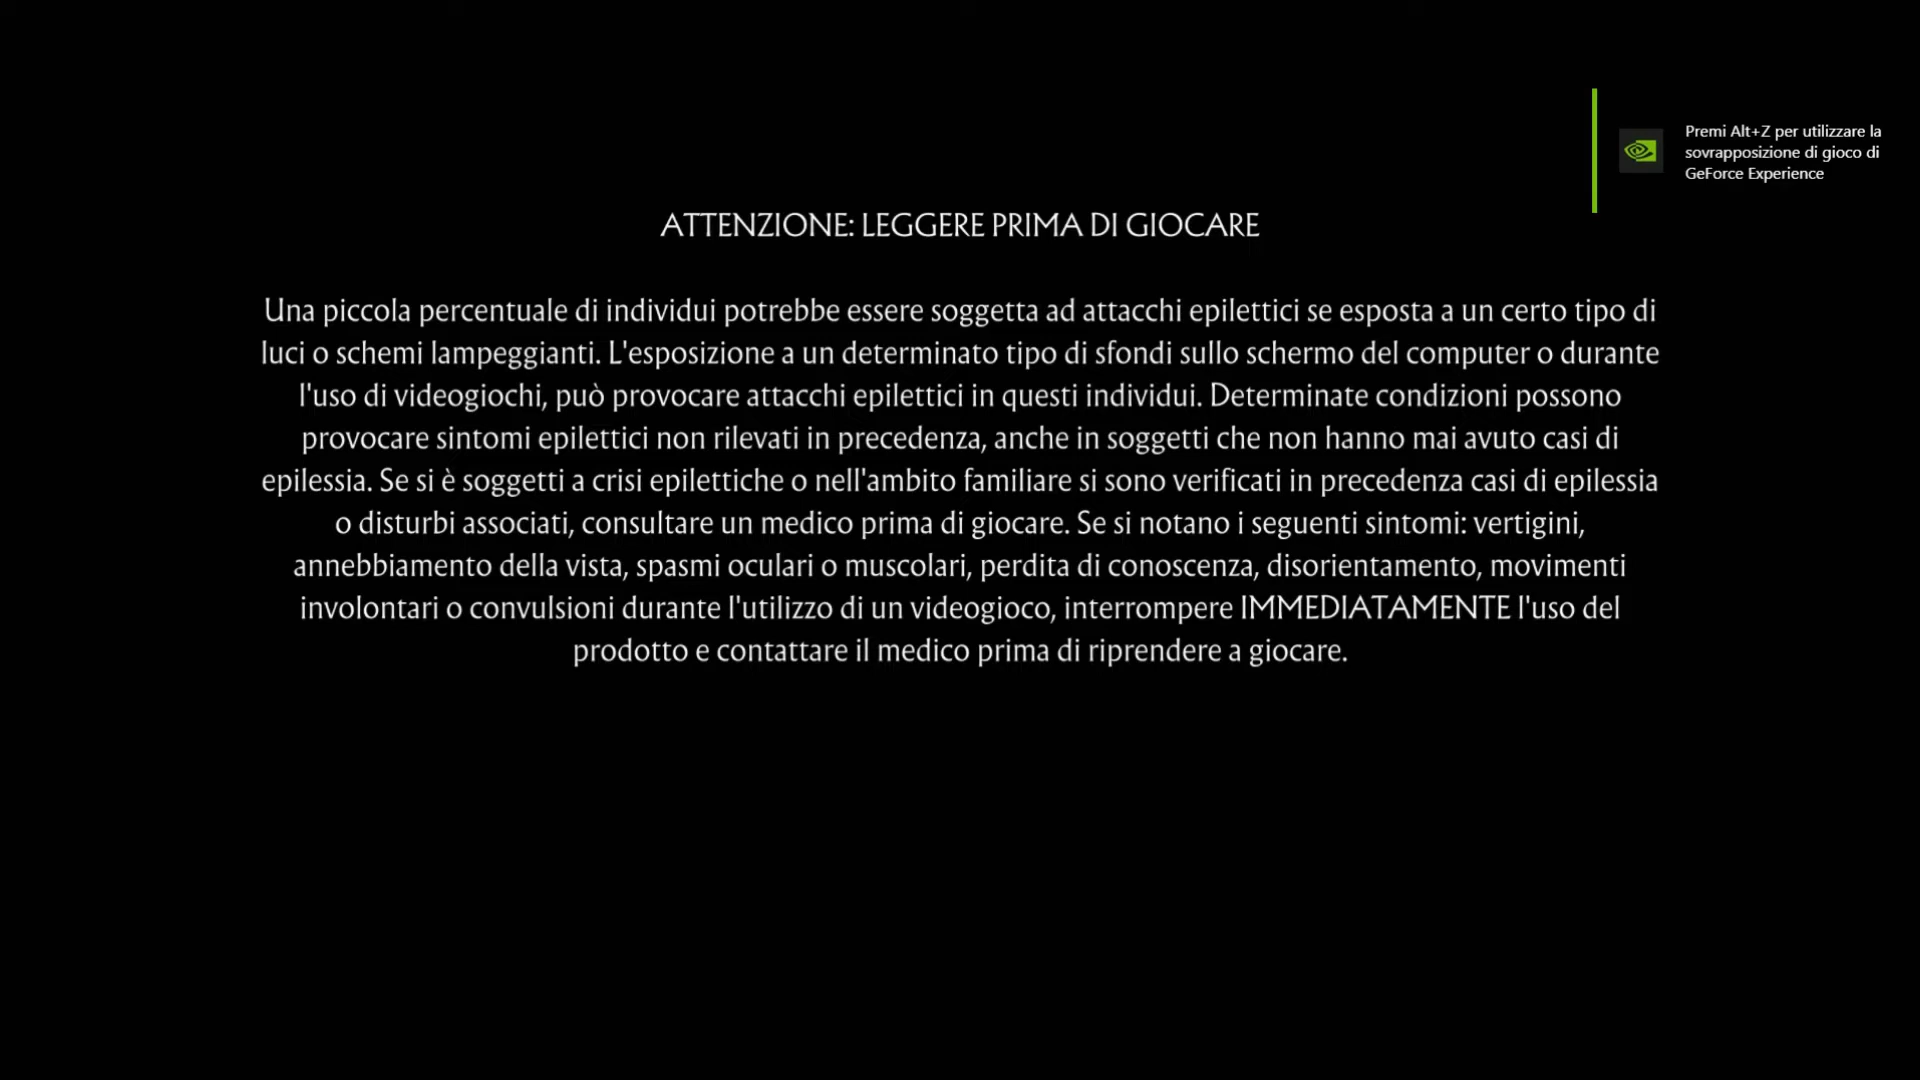 Premi Alt+Z per utilizzare la
sovrapposizione di gioco di
GeForce Experience
ATTENZIONE: LEGGERE PRIMA DI GIOCARE
Una piccola percentuale di individui potrebbe essere soggetta ad attacchi epilettici se esposta a un certo tipo di
luci o schemi lampeggianti. L'esposizione a un determinato tipo di sfondi sullo schermo del computer o durante
l'uso di videogiochi, può provocare attacchi epilettici in questi individui. Determinate condizioni possono
provocare sintomi epilettici non rilevati in precedenza, anche in soggetti che non hanno mai avuto casi di
epilessia. Se si è soggetti a crisi epilettiche o nell'ambito familiare si sono verificati in precedenza casi di epilessia
o disturbi associati, consultare un medico prima di giocare. Se si notano i seguenti sintomi: vertigini,
annebbiamento della vista, spasmi oculari o muscolari, perdita di conoscenza, disorientamento, movimenti
involontari o convulsioni durante l'utilizzo di un videogioco, interrompere IMMEDIATAMENTE l'uso del
prodotto e contattare il medico prima di riprendere a giocare.